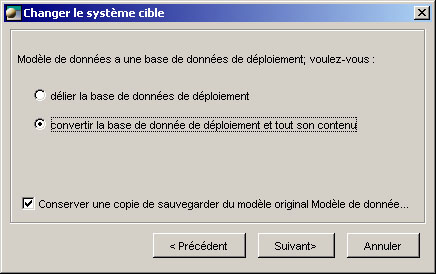 Changer le système cible
Modèle de données a une base de données de déploiement; voulez-vous :
délier la base de données de déploiement
convertir la base de donnée de déploiement et tout son contenu
Conserver une copie de sauvegarder du modèle original Modèle de donnée...
< Précédent
Suivant>
Annuler